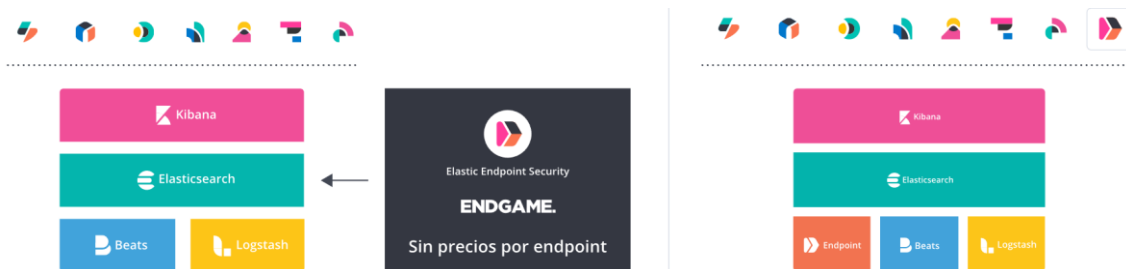 Kibana
Elasticsearch
Beats
Logstash
Elastic Endpoint Security
ENDGAME.
Sin precios por endpoint
Kibana
Elasticsearch
Endpoint
Beats
Logstash